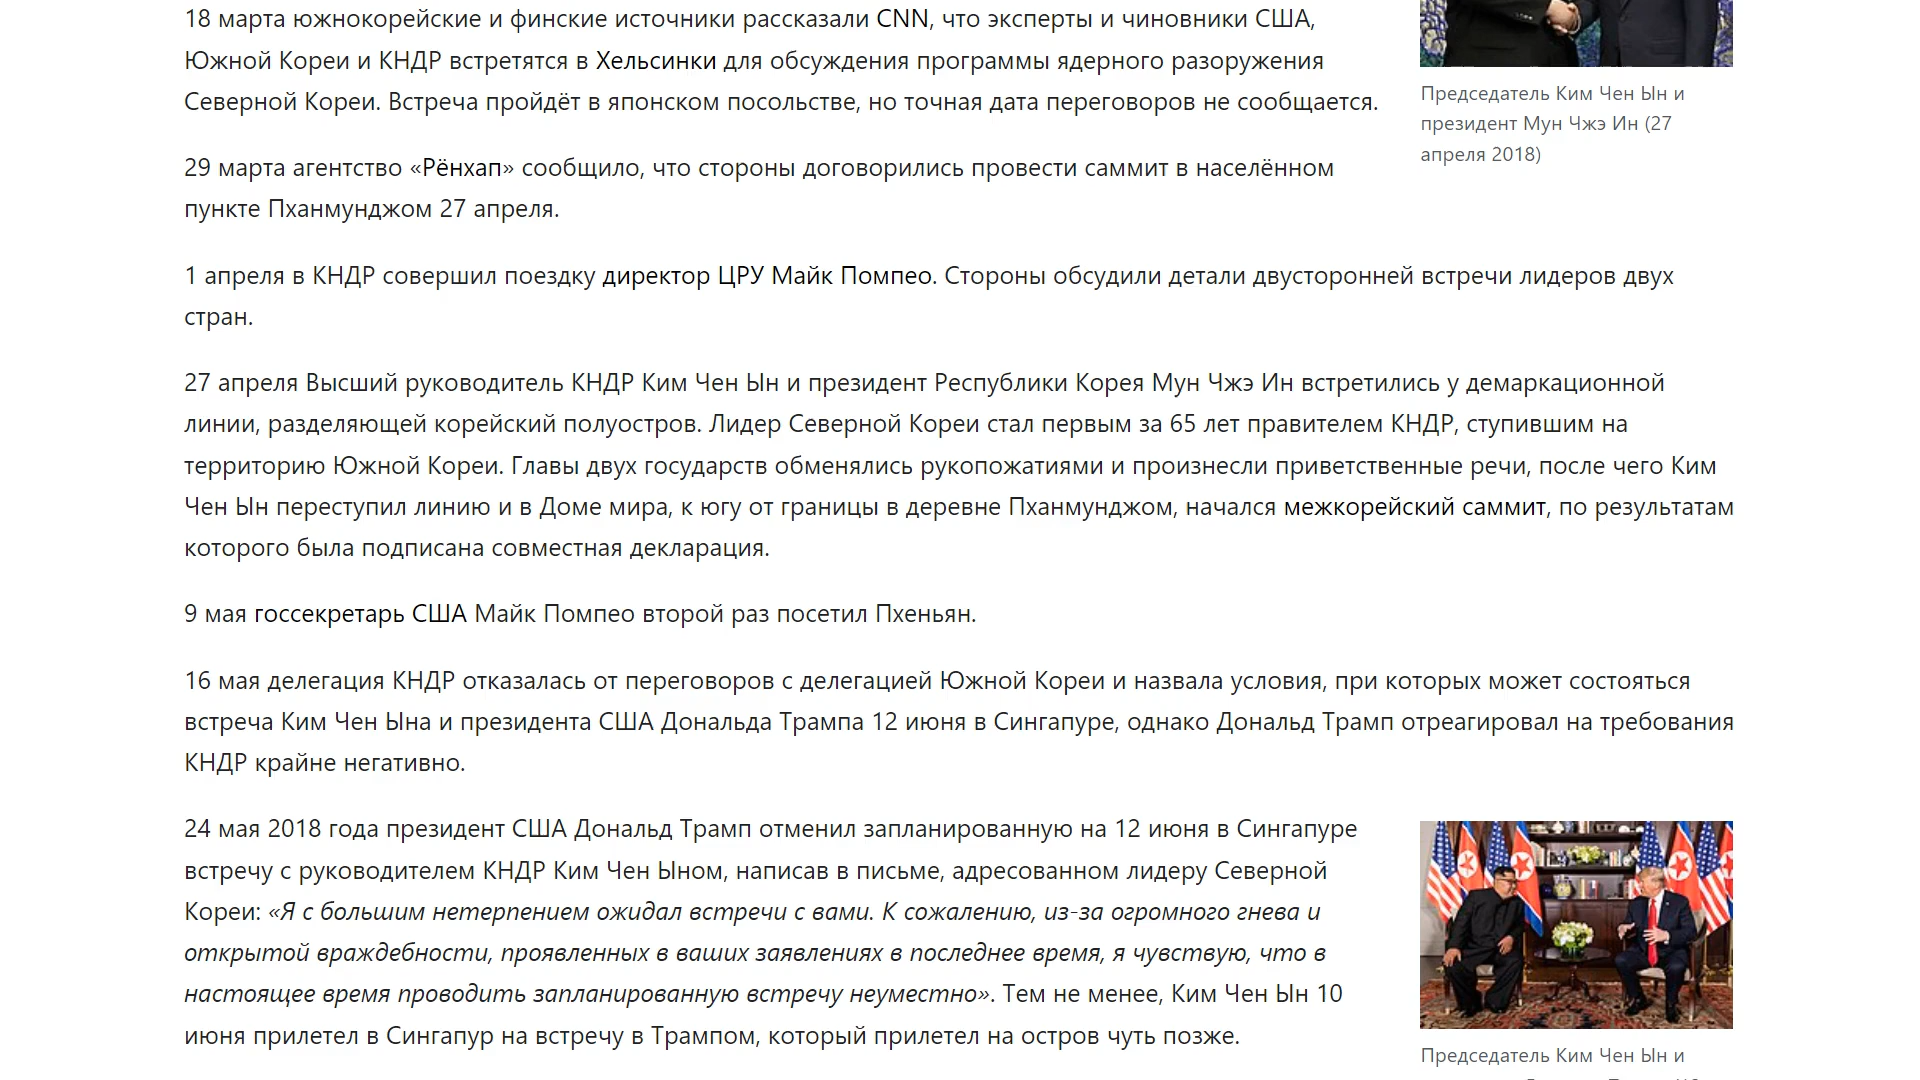 18 марта южнокорейские и финские источники рассказали CNN, что эксперты и чиновники США,
Южной Кореи и КНДР встретятся в Хельсинки для обсуждения программы ядерного разоружения
Северной Кореи. Встреча пройдёт в японском посольстве, но точная дата переговоров не сообщается.
Председатель Ким Чен Ын и
президент Мун Чжэ Ин (27
апреля 2018)
29 марта агентство «Рёнхап» сообщило, что стороны договорились провести саммит в населённом
пункте Пханмунджом 27 апреля.
1 апреля в КНДР совершил поездку директор ЦРУ Майк Помпео. Стороны обсудили детали двусторонней встречи лидеров двух
стран.
27 апреля Высший руководитель КНДР Ким Чен Ын и президент Республики Корея Мун Чжэ Ин встретились у демаркационной
линии, разделяющей корейский полуостров. Лидер Северной Кореи стал первым за 65 лет правителем КНДР, ступившим на
территорию Южной Кореи. Главы двух государств обменялись рукопожатиями и произнесли приветственные речи, после чего Ким
Чен Ын переступил линию и в Доме мира, к югу от границы в деревне Пханмунджом, начался межкорейский саммит, по результатам
которого была подписана совместная декларация.
9 мая госсекретарь США Майк Помпео второй раз посетил Пхеньян.
16 мая делегация КНДР отказалась от переговоров с делегацией Южной Кореи и назвала условия, при которых может состояться
встреча Ким Чен Ына и президента США Дональда Трампа 12 июня в Сингапуре, однако Дональд Трамп отреагировал на требования
КНДР крайне негативно.
24 мая 2018 года президент США Дональд Трамп отменил запланированную на 12 июня в Сингапуре
встречу с руководителем КНДР Ким Чен Ыном, написав в письме, адресованном лидеру Северной
Кореи: «Я с большим нетерпением ожидал встречи с вами. К сожалению, из-за огромного гнева и
открытой враждебности, проявленных в ваших заявлениях в последнее время, я чувствую, что в
настоящее время проводить запланированную встречу неуместно». Тем не менее, Ким Чен Ын 10
июня прилетел в Сингапур на встречу в Трампом, который прилетел на остров чуть позже.
Председатель Ким Чен Ын и